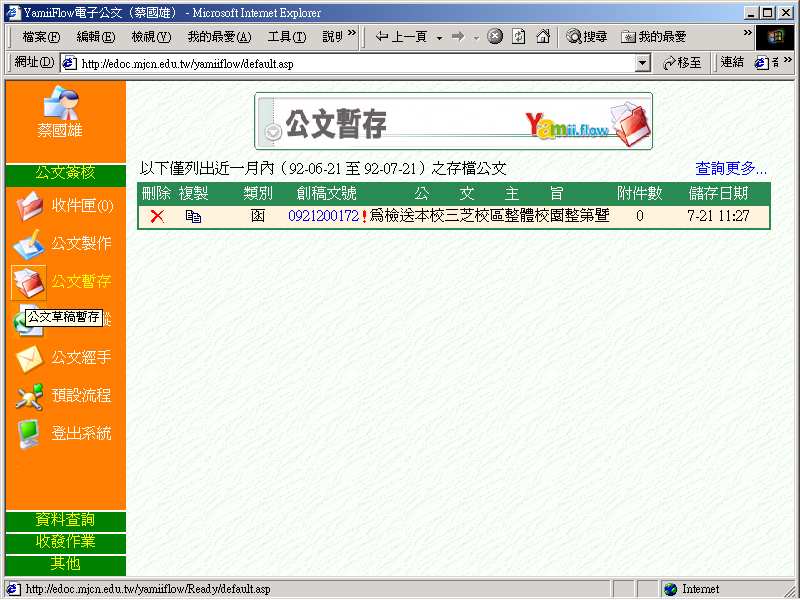 YamiiFlow電子公文（蔡國雄） - Microsoft Internet Explorer
檔案(F) 編輯(E) 檢視(V) 我的最愛(A) 工具(T) 說明 » 上一頁 搜尋 我的最愛 »
網址(D) http://edoc.mjcn.edu.tw/yamiiflow/default.asp 移至 連結 »
蔡國雄
公文簽核
收件匣(0)
公文製作
公文暫存
公文草稿暫存
公文經手
預設流程
登出系統
資料查詢
收發作業
其他
公文暫存 Yamii.flow
以下僅列出近一月內（92-06-21 至 92-07-21）之存檔公文 查詢更多...
刪除 複製 類別 創稿文號 公 文 主 旨 附件數 儲存日期
函 0921200172 ! 為檢送本校三芝校區整體校園整第暨 0 7-21 11:27
http://edoc.mjcn.edu.tw/yamiiflow/Ready/default.asp Internet